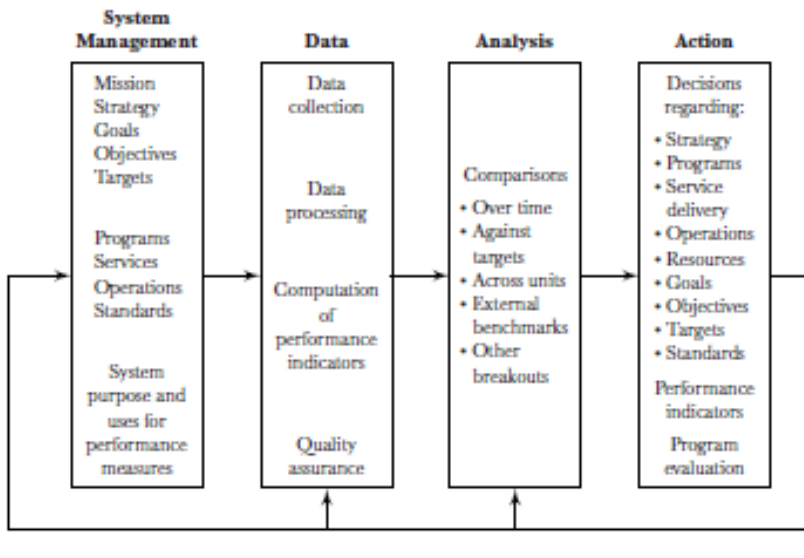 System
Management
Mission
Strategy
Goals
Objectives
Targets
Programs
Services
Operations
Standards
System
purpose and
uses for
performance
measures
Data
Data
collection
Data
processing
Computation
of
performance
indicators
Quality
assurance
Analysis
Comparisons
• Over time
• Against
targets
• Across units
• External
benchmarks
• Other
breakouts
Action
Decisions
regarding:
• Strategy
• Programs
• Service
delivery
• Operations
• Resources
• Goals
• Objectives
• Targets
• Standards
Performance
indicators
Program
evaluation